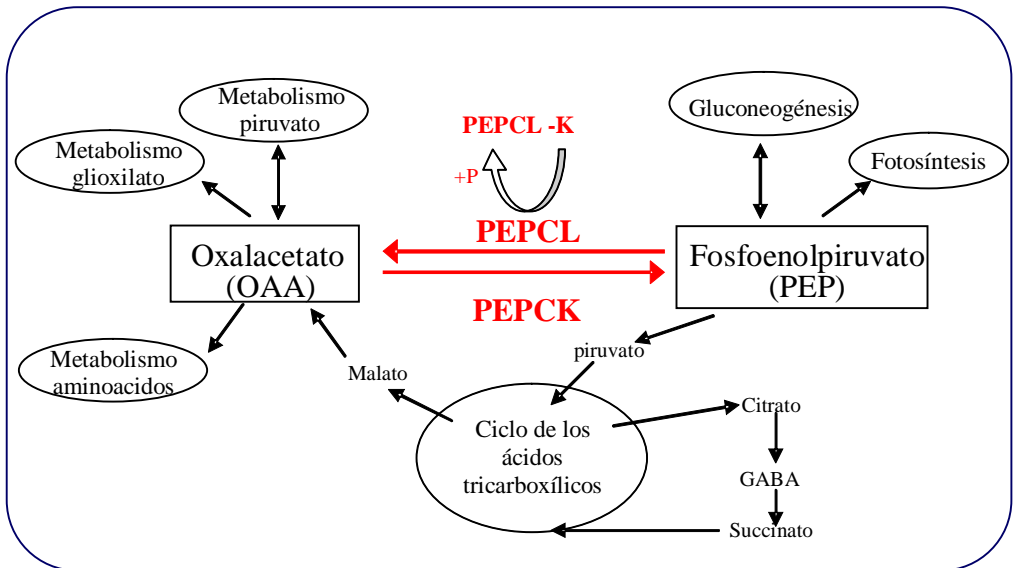 Metabolismo
piruvato
Metabolismo
glioxilato
PEPCL -K
+P
Gluconeogénesis
Fotosíntesis
PEPCL
Oxalacetato
(OAA)
Fosfoenolpiruvato
(PEP)
PEPCK
Metabolismo
aminoacidos
Malato
piruvato
Ciclo de los
ácidos
tricarboxílicos
Citrato
GABA
Succinato